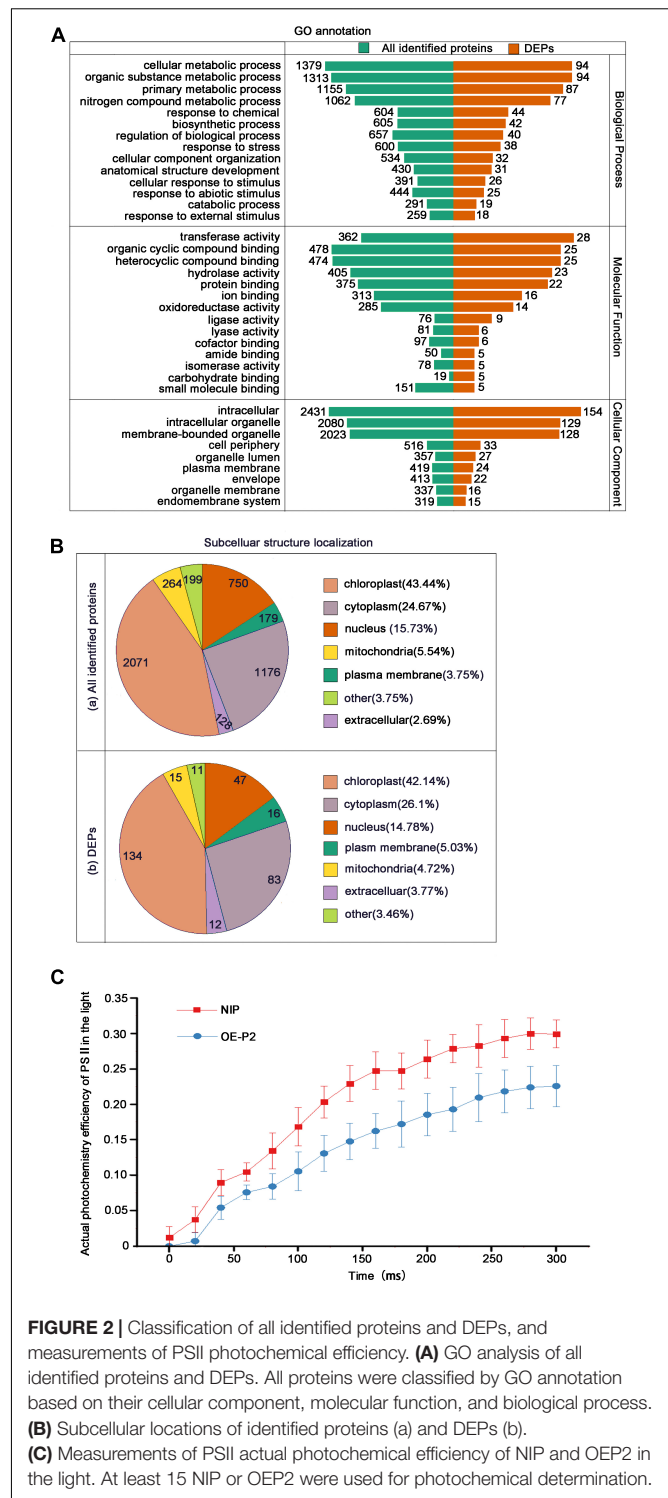 A
GO annotation
All identified proteins DEPs
cellular metabolic process 1379 94
organic substance metabolic process 1313 94
primary metabolic process 1155 87
nitrogen compound metabolic process 1062 77
response to chemical 604 44
biosynthetic process 605 42
regulation of biological process 657 40
response to stress 600 38
cellular component organization 534 32
anatomical structure development 430 31
cellular response to stimulus 391 26
response to abiotic stimulus 444 25
catabolic process 291 19
response to external stimulus 259 18
Biological Process
transferase activity 362 28
organic cyclic compound binding 478 25
heterocyclic compound binding 474 25
hydrolase activity 405 23
protein binding 375 22
ion binding 313 16
oxidoreductase activity 285 14
ligase activity 76 9
lyase activity 81 6
cofactor binding 97 6
amide binding 50 5
isomerase activity 78 5
carbohydrate binding 19 5
small molecule binding 151 5
Molecular Function
intracellular 2431 154
intracellular organelle 2080 129
membrane-bounded organelle 2023 128
cell periphery 516 33
organelle lumen 357 27
plasma membrane 419 24
envelope 413 22
organelle membrane 337 16
endomembrane system 319 15
Cellular Component
B
Subcelluar structure localization
(a) All identified proteins
264 199 750
179
2071 1176
128
chloroplast(43.44%)
cytoplasm(24.67%)
nucleus (15.73%)
mitochondria(5.54%)
plasma membrane(3.75%)
other(3.75%)
extracellular(2.69%)
(b) DEPs
15 11 47
16
134 83
12
chloroplast(42.14%)
cytoplasm(26.1%)
nucleus(14.78%)
plasm membrane(5.03%)
mitochondria(4.72%)
extracelluar(3.77%)
other(3.46%)
C
NIP
OE-P2
Actual photochemistry efficiency of PS II in the light
0.35
0.30
0.25
0.20
0.15
0.10
0.05
0
0 50 100 150 200 250 300
Time (ms)
FIGURE 2 | Classification of all identified proteins and DEPs, and
measurements of PSII photochemical efficiency. (A) GO analysis of all
identified proteins and DEPs. All proteins were classified by GO annotation
based on their cellular component, molecular function, and biological process.
(B) Subcellular locations of identified proteins (a) and DEPs (b).
(C) Measurements of PSII actual photochemical efficiency of NIP and OEP2 in
the light. At least 15 NIP or OEP2 were used for photochemical determination.